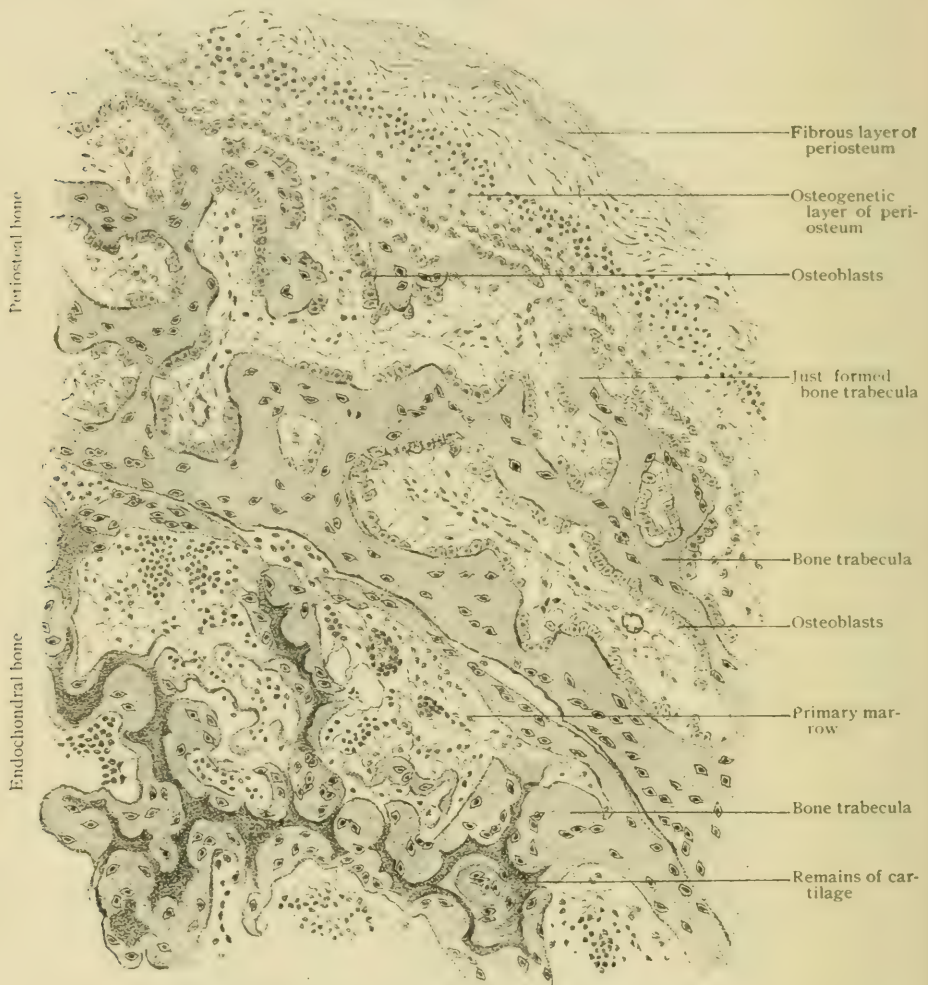 Fibrous layer of
periosteum
Osteogenetic
layer of peri-
osteum
Osteoblasts
Just formed
bone trabecula
Bone trabecula
Osteoblasts
Primary mar-
row
Bone trabecula
Remains of car-
tilage
Periosteal bone
Endochondral bone